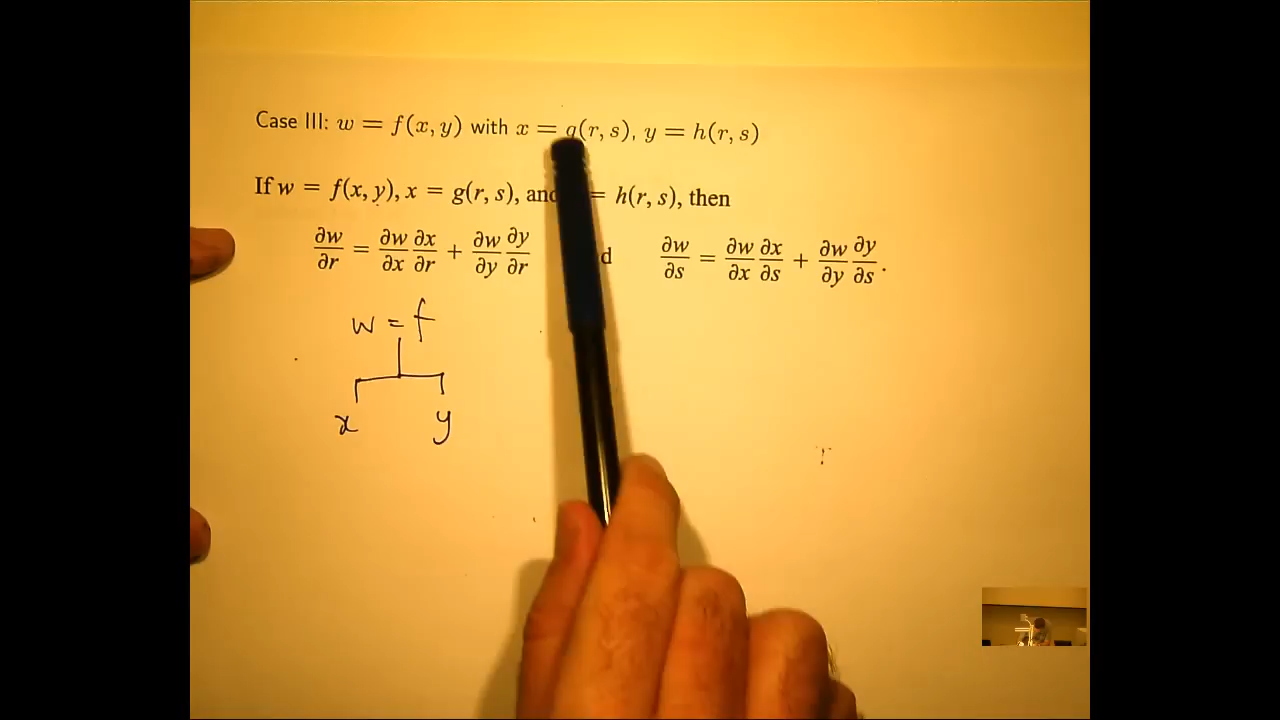 Case III: w = f(x, y) with x = g(r, s), y = h(r, s)
If w = f(x, y), x = g(r, s), and = h(r, s), then
∂w/∂r = ∂w/∂x ∂x/∂r + ∂w/∂y ∂y/∂r d ∂w/∂s = ∂w/∂x ∂x/∂s + ∂w/∂y ∂y/∂s.
w = f
x y